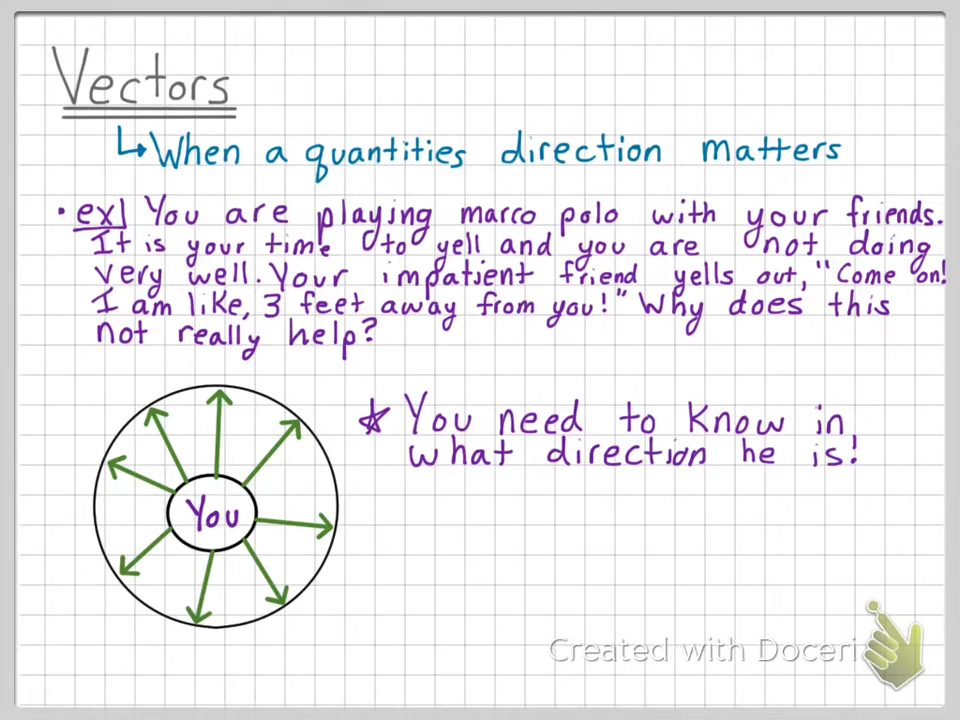 Vectors
↳When a quantities direction matters
• ex] You are playing marco polo with your friends.
It is your time to yell and you are not doing
very well. Your impatient friend yells out, "Come on!
I am like, 3 feet away from you!" Why does this
not really help?
☆ You need to know in
what direction he is!
You
Created with Doceri